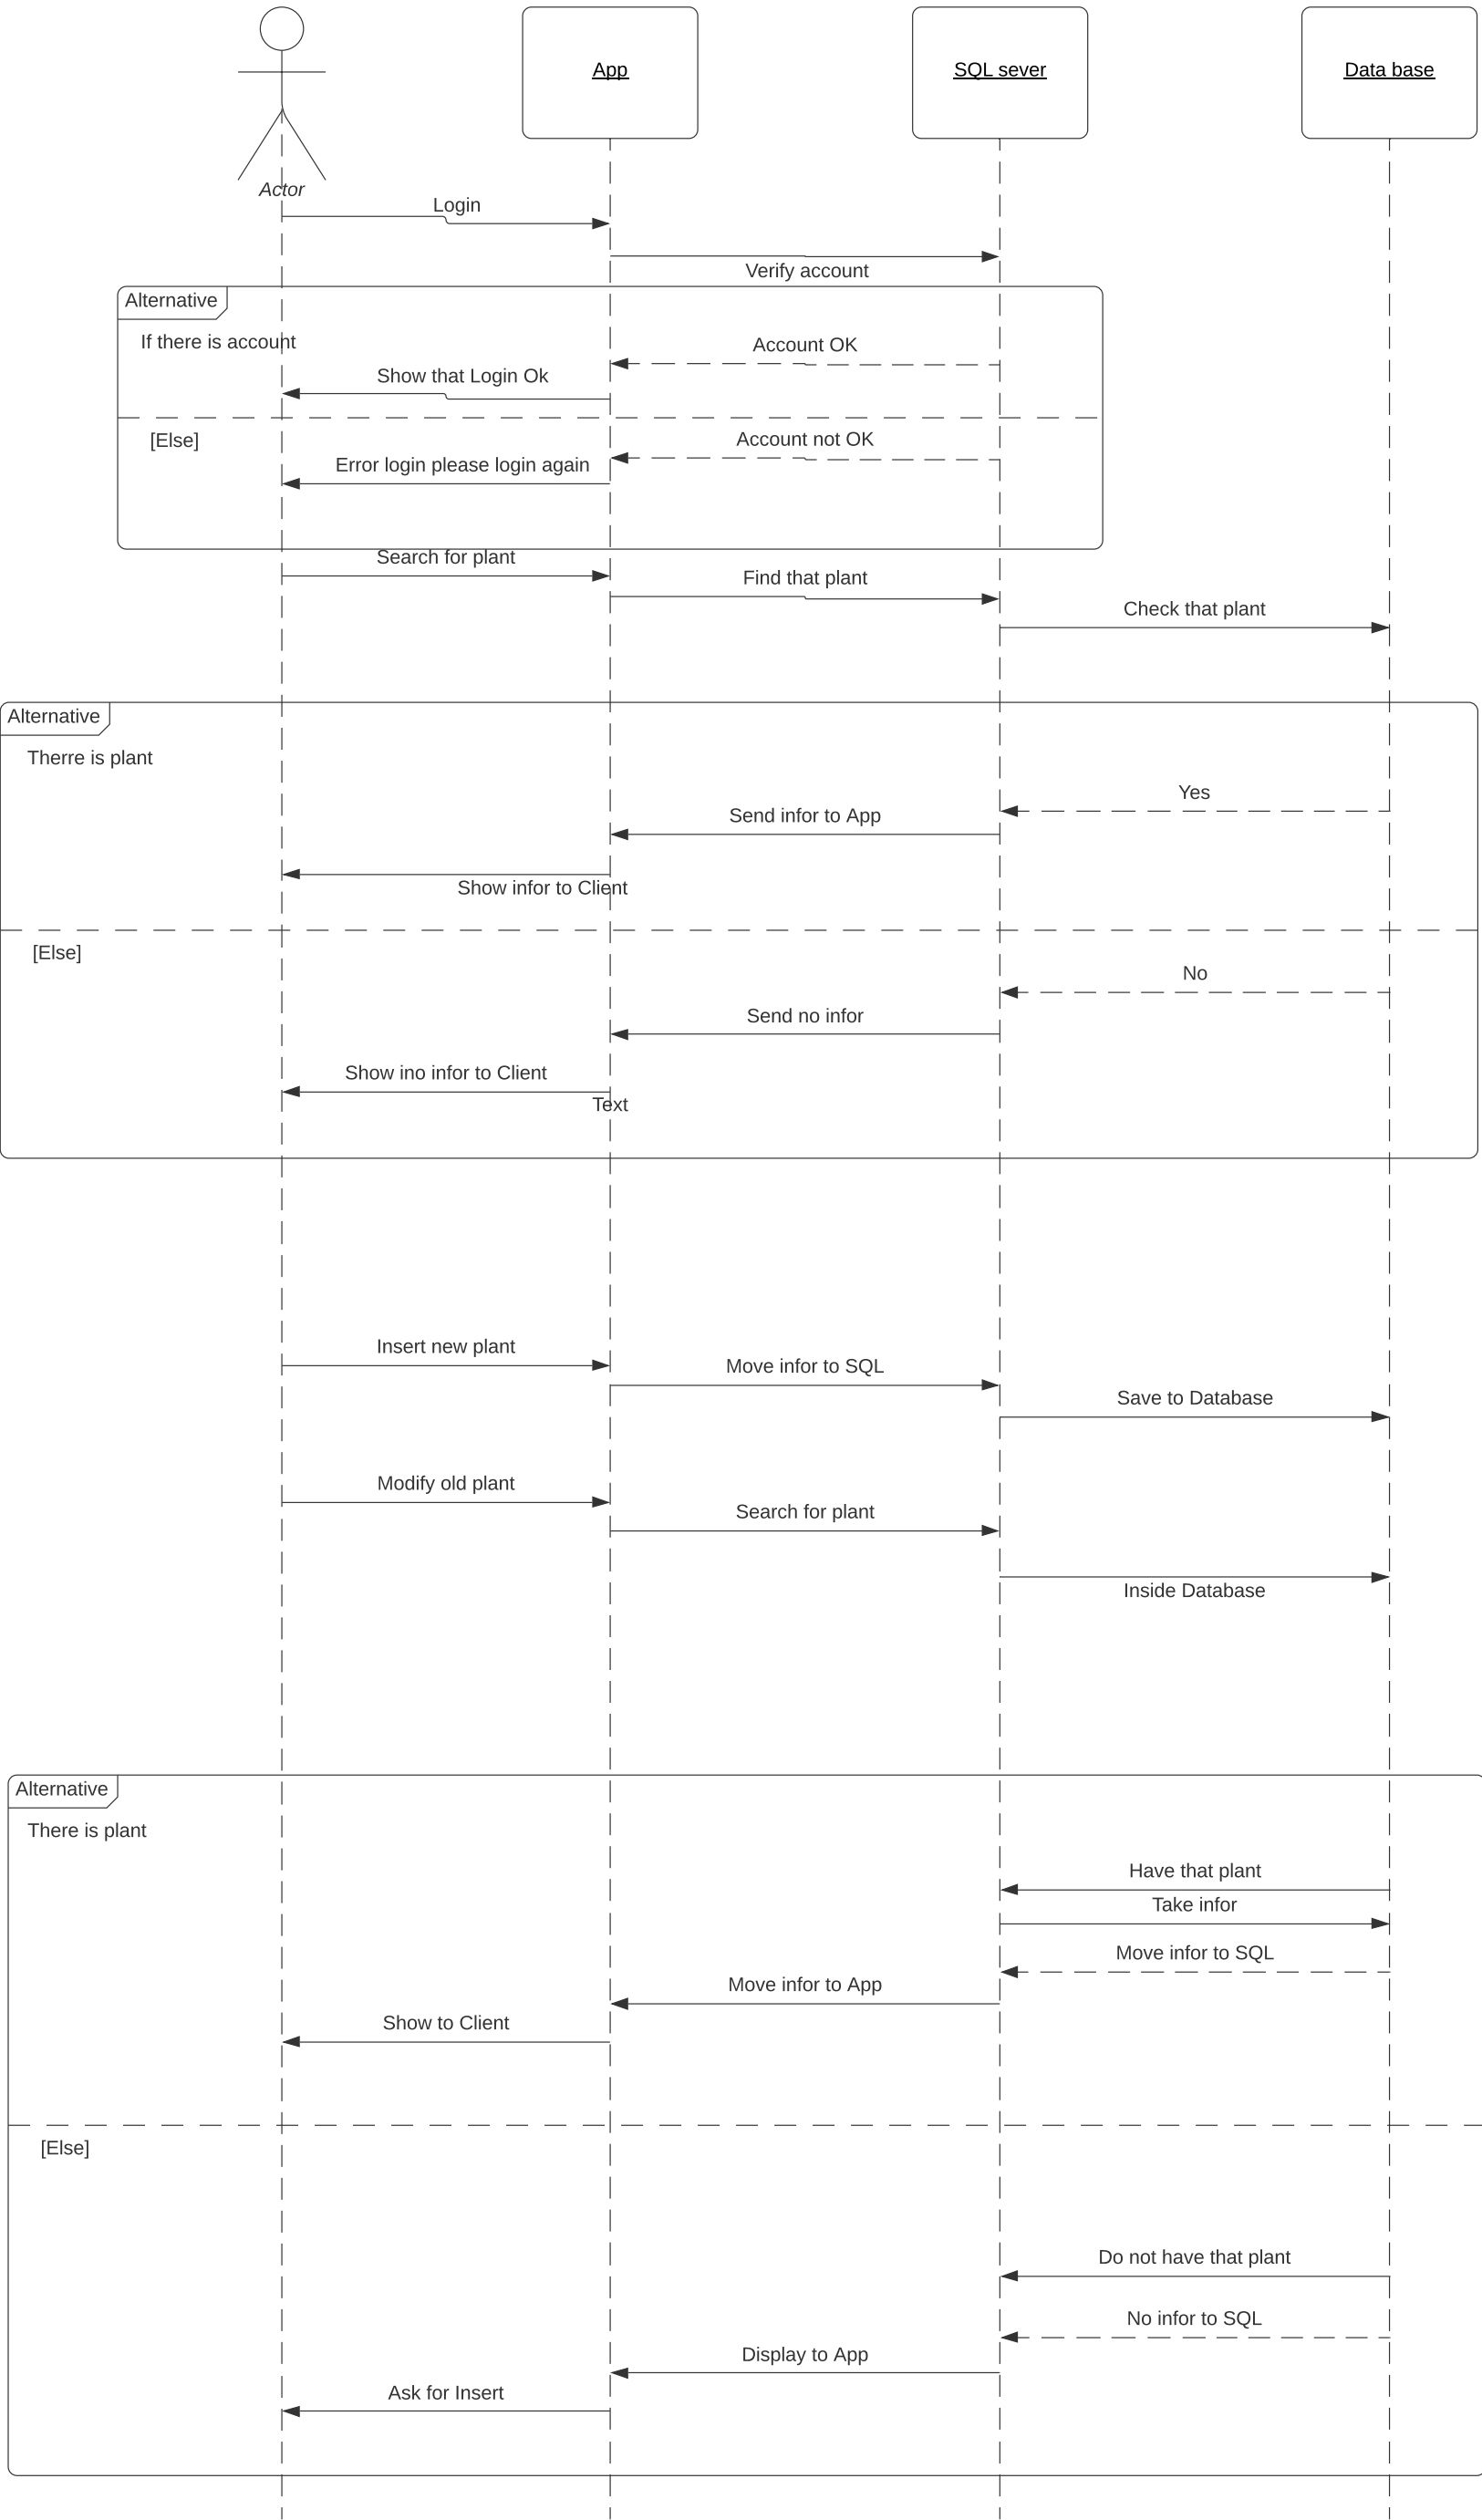 App
SQL sever
Data base
Actor
Login
Verify account
Alternative
If there is account
Account OK
Show that Login Ok
[Else]
Account not OK
Error login please login again
Search for plant
Find that plant
Check that plant
Alternative
Therre is plant
Yes
Send infor to App
Show infor to Client
[Else]
No
Send no infor
Show ino infor to Client
Text
Insert new plant
Move infor to SQL
Save to Database
Modify old plant
Search for plant
Inside Database
Alternative
There is plant
Have that plant
Take infor
Move infor to SQL
Move infor to App
Show to Client
[Else]
Do not have that plant
No infor to SQL
Display to App
Ask for Insert